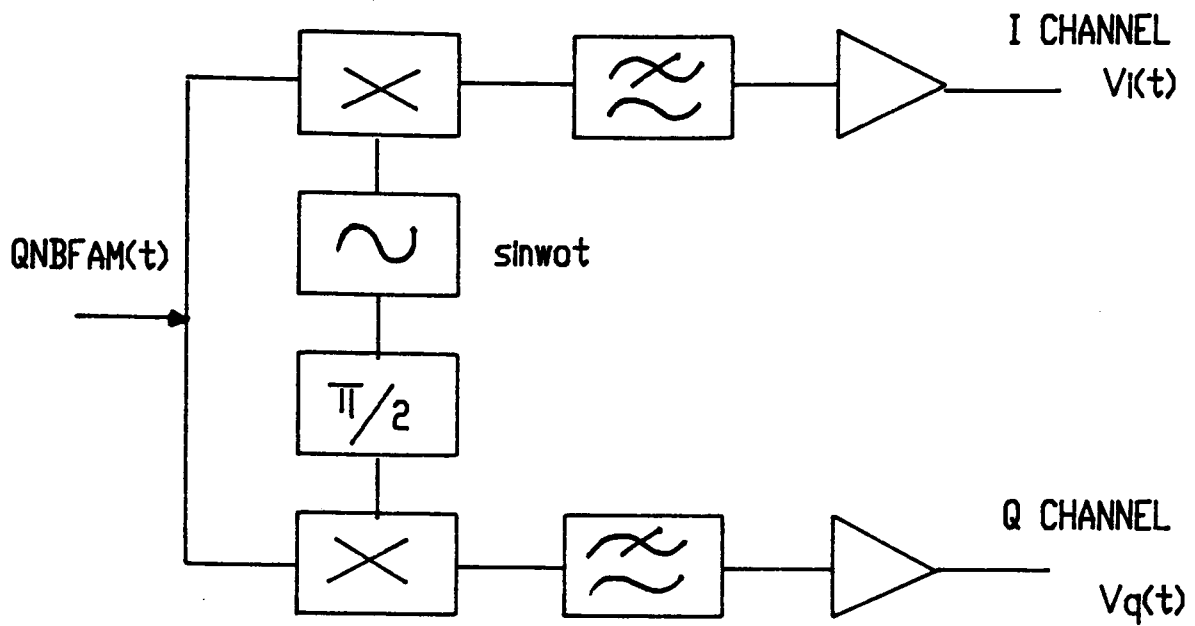 I CHANNEL
Vi(t)
QNBFAM(t)
sinwot
π/2
Q CHANNEL
Vq(t)